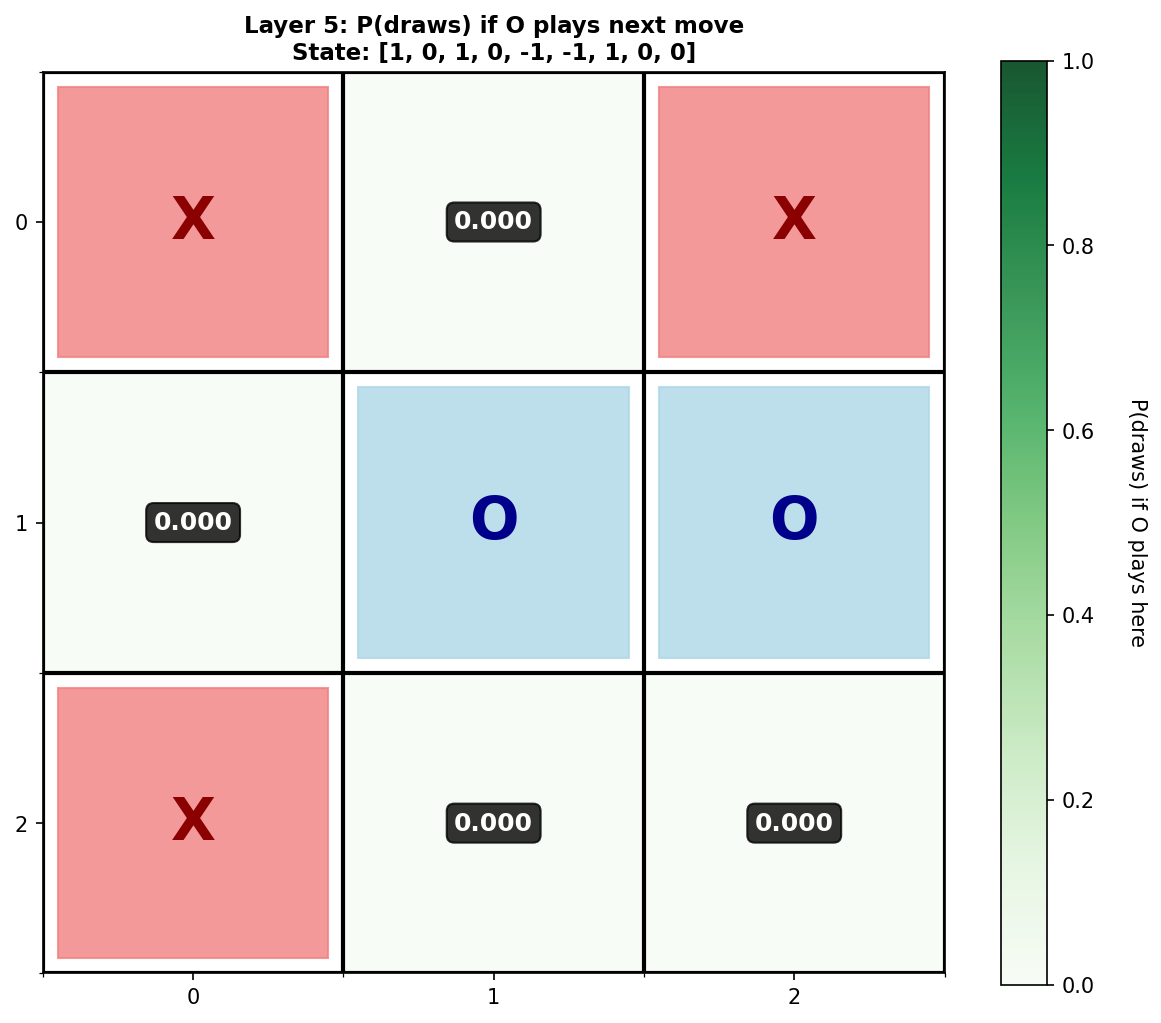 Layer 5: P(draws) if O plays next move
State: [1, 0, 1, 0, -1, -1, 1, 0, 0]
X
0.000
X
0
0.000
O
O
1
X
0.000
0.000
2
0
1
2
1.0
0.8
0.6
0.4
0.2
0.0
P(draws) if O plays here